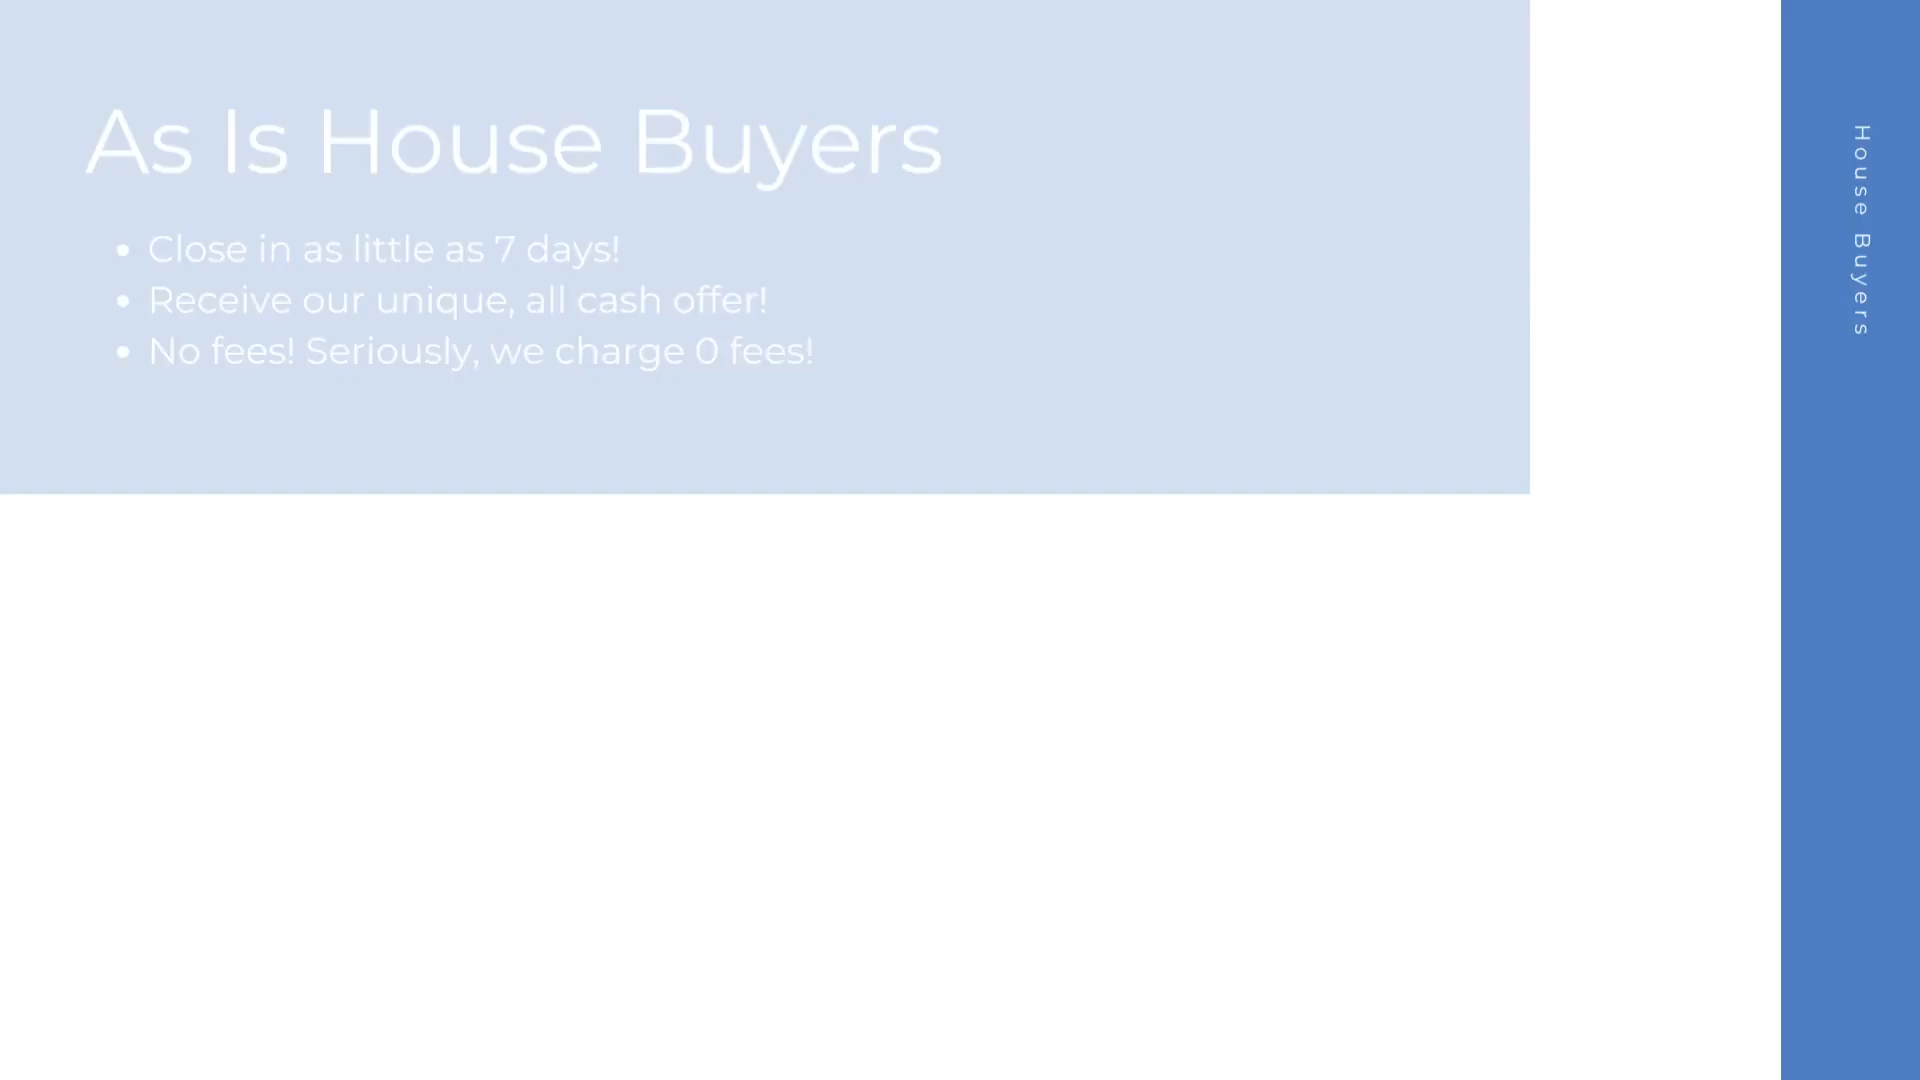 As Is House Buyers
• Close in as little as 7 days!
• Receive our unique, all cash offer!
• No fees! Seriously, we charge 0 fees!
House Buyers